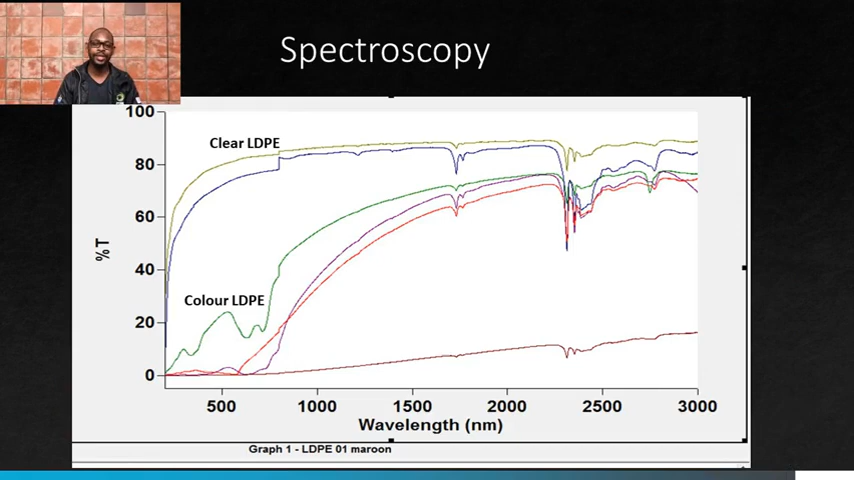 Spectroscopy
Clear LDPE
Colour LDPE
%T
100
80
60
40
20
0
500 1000 1500 2000 2500 3000
Wavelength (nm)
Graph 1 - LDPE 01 maroon